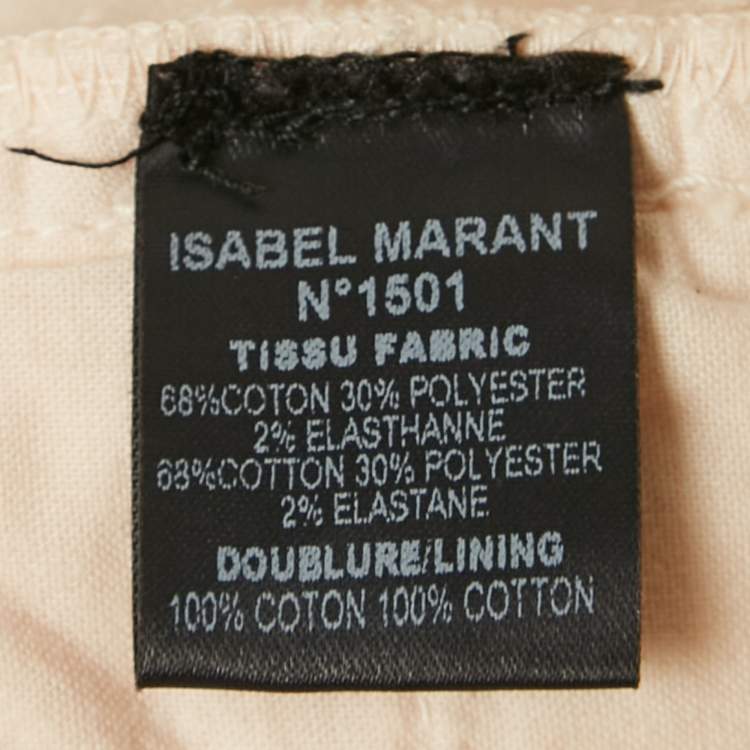 ISABEL MARANT
N°1501
TISSU FABRIC
68%COTON 30% POLYESTER
2% ELASTHANNE
68%COTTON 30% POLYESTER
2% ELASTANE
DOUBLURE/LINING
100% COTON 100% COTTON